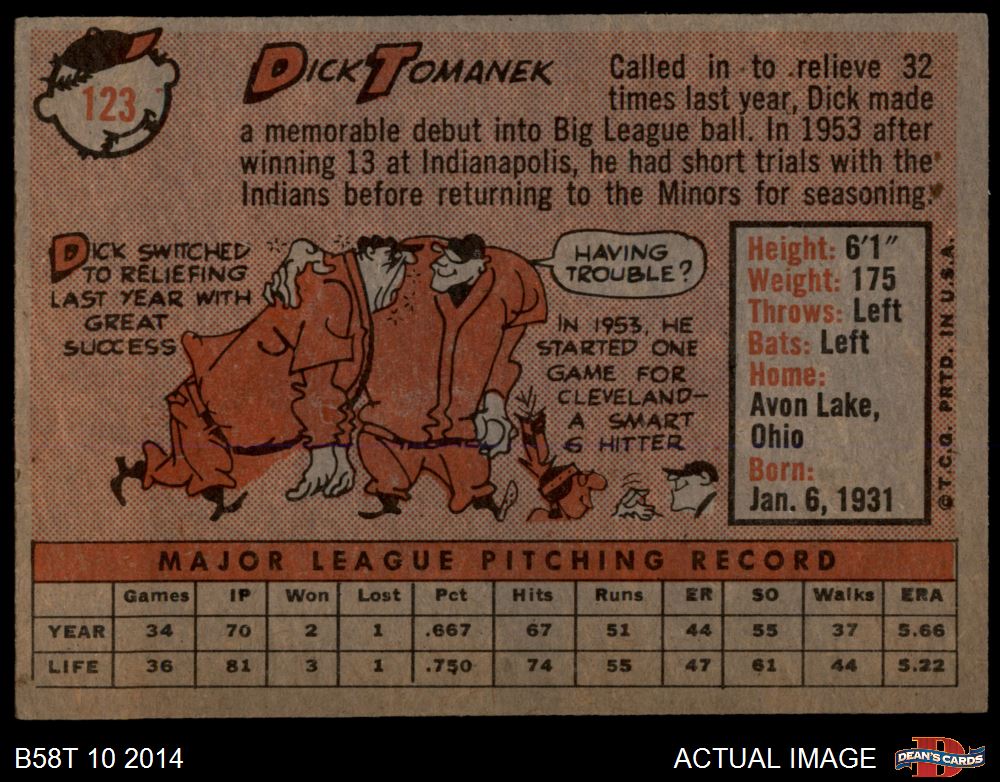 123
DICK TOMANEK
Called in to relieve 32
times last year, Dick made
a memorable debut into Big League ball. In 1953 after
winning 13 at Indianapolis, he had short trials with the
Indians before returning to the Minors for seasoning.
DICK SWITCHED
TO RELIEFING
LAST YEAR WITH
GREAT
SUCCESS
HAVING
TROUBLE?
IN 1953, HE
STARTED ONE
GAME FOR
CLEVELAND—
A SMART
6 HITTER
Height: 6'1"
Weight: 175
Throws: Left
Bats: Left
Home:
Avon Lake,
Ohio
Born:
Jan. 6, 1931
© T.C.G. PRTD. IN U.S.A.
MAJOR LEAGUE PITCHING RECORD
Games IP Won Lost Pct Hits Runs ER SO Walks ERA
YEAR 34 70 2 1 .667 67 51 44 55 37 5.66
LIFE 36 81 3 1 .750 74 55 47 61 44 5.22
B58T 10 2014
ACTUAL IMAGE
D
DEAN'S CARDS